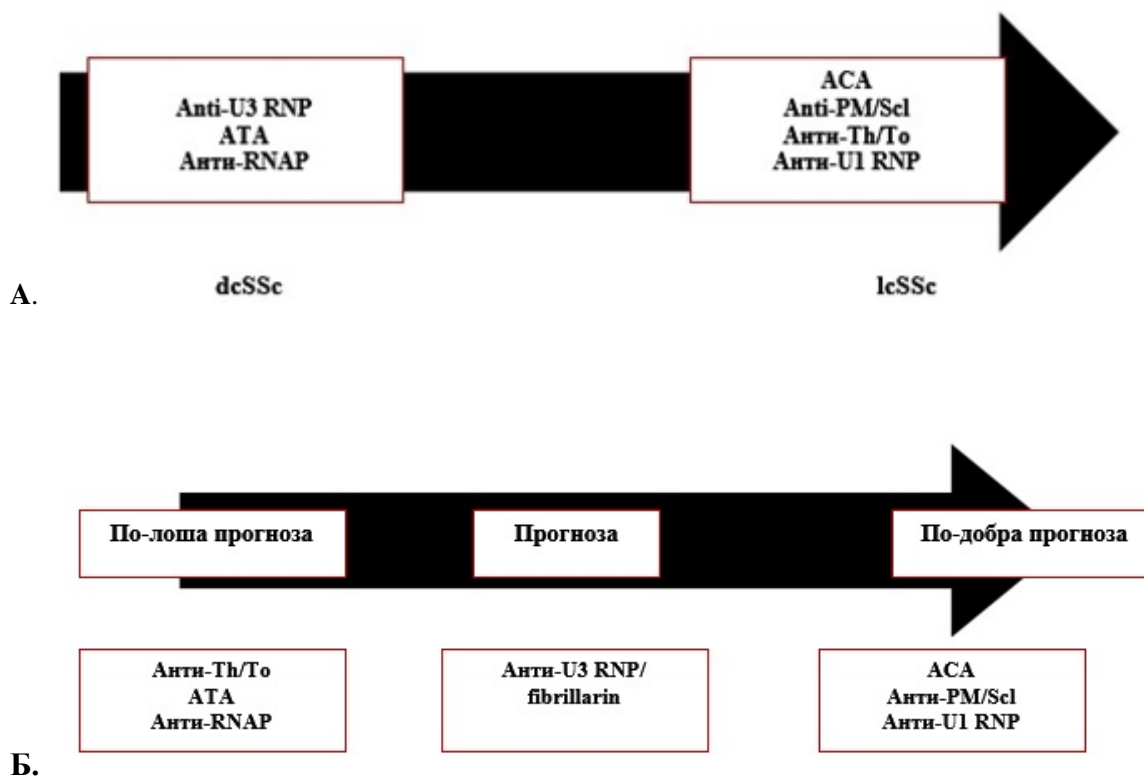 Anti-U3 RNP
ATA
Анти-RNAP
ACA
Anti-PM/Scl
Анти-Th/To
Анти-U1 RNP
А.
dcSSc
lcSSc
По-лоша прогноза
Прогноза
По-добра прогноза
Анти-Th/To
ATA
Анти-RNAP
Анти-U3 RNP/
fibrillarin
ACA
Анти-PM/Scl
Анти-U1 RNP
Б.